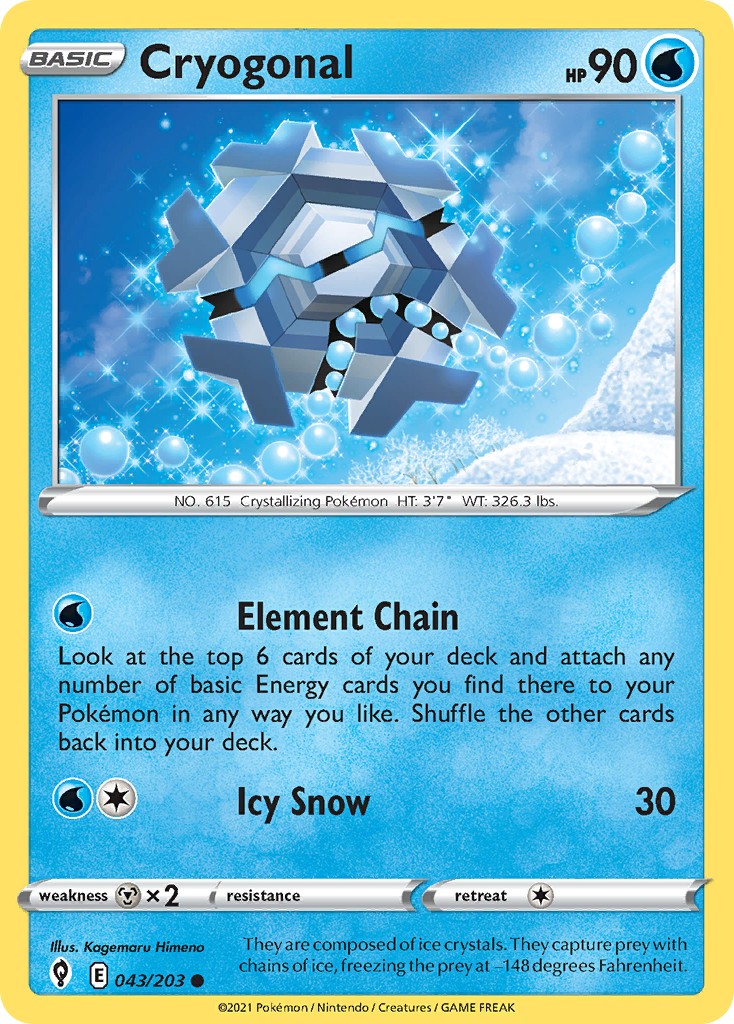 BASIC
Cryogonal
HP 90
NO. 615 Crystallizing Pokémon HT: 3'7" WT: 326.3 lbs.
Element Chain
Look at the top 6 cards of your deck and attach any
number of basic Energy cards you find there to your
Pokémon in any way you like. Shuffle the other cards
back into your deck.
Icy Snow 30
weakness ×2 resistance retreat
Illus. Kagemaru Himeno
They are composed of ice crystals. They capture prey with
chains of ice, freezing the prey at –148 degrees Fahrenheit.
E 043/203
©2021 Pokémon / Nintendo / Creatures / GAME FREAK